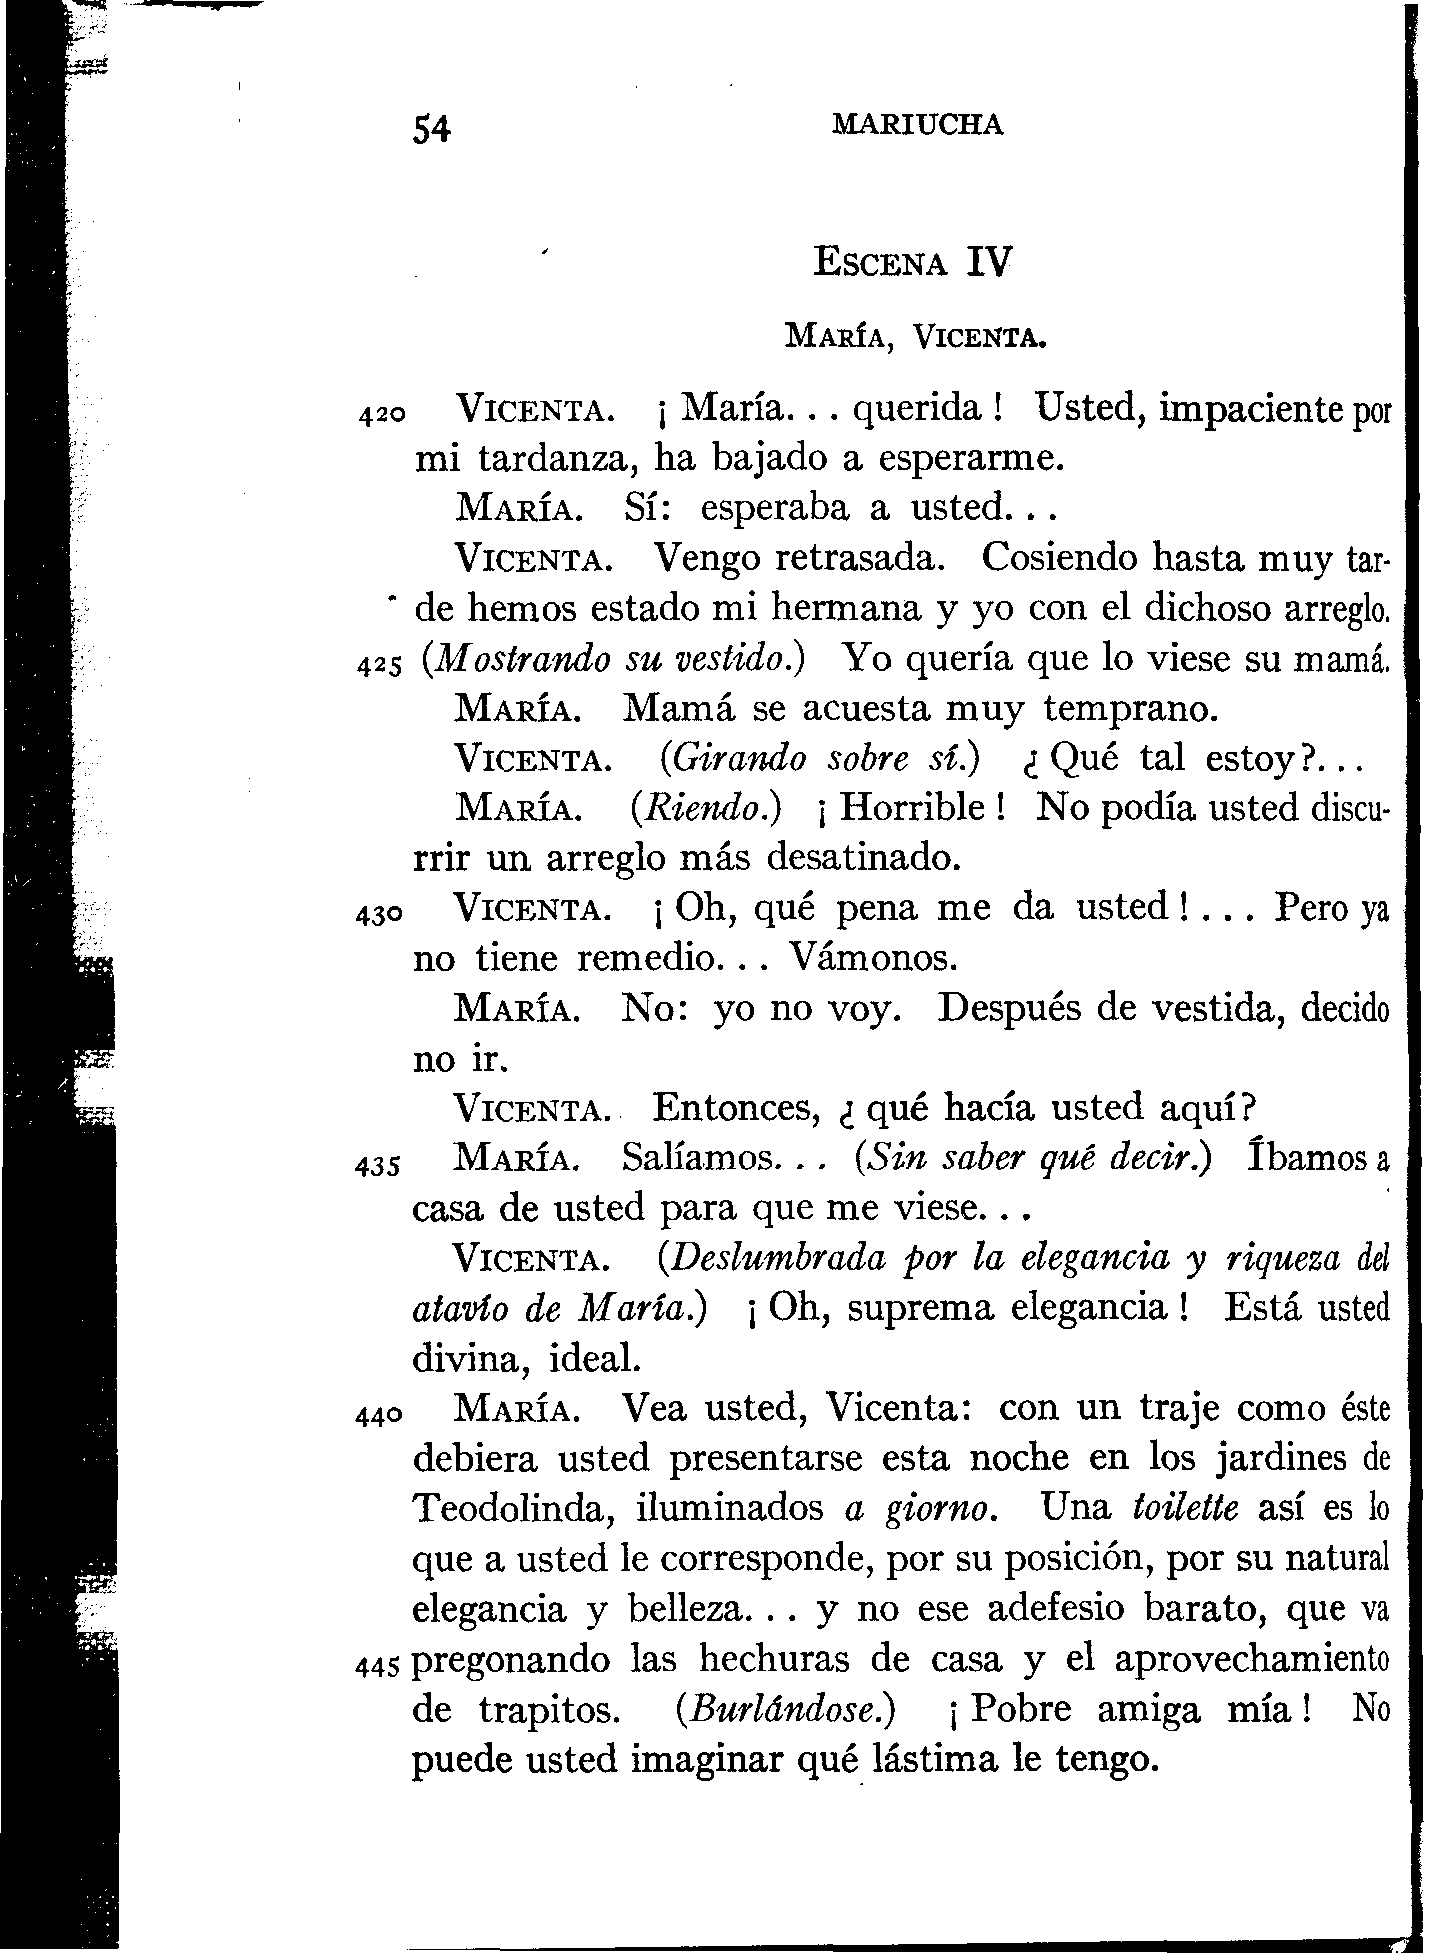 54 MARIUCHA
ESCENA IV
MARÍA, VICENTA.
420 VICENTA. ¡ María. . . querida ! Usted, impaciente por
mi tardanza, ha bajado a esperarme.
MARÍA. Sí: esperaba a usted. . .
VICENTA. Vengo retrasada. Cosiendo hasta muy tar-
de hemos estado mi hermana y yo con el dichoso arreglo.
425 (Mostrando su vestido.) Yo quería que lo viese su mamá.
MARÍA. Mamá se acuesta muy temprano.
VICENTA. (Girando sobre sí.) ¿ Qué tal estoy?. . .
MARÍA. (Riendo.) ¡ Horrible ! No podía usted discu-
rrir un arreglo más desatinado.
430 VICENTA. ¡ Oh, qué pena me da usted ! . . . Pero ya
no tiene remedio. . . Vámonos.
MARÍA. No: yo no voy. Después de vestida, decido
no ir.
VICENTA. Entonces, ¿ qué hacía usted aquí?
435 MARÍA. Salíamos. . . (Sin saber qué decir.) Íbamos a
casa de usted para que me viese. . .
VICENTA. (Deslumbrada por la elegancia y riqueza del
atavío de María.) ¡ Oh, suprema elegancia ! Está usted
divina, ideal.
440 MARÍA. Vea usted, Vicenta: con un traje como éste
debiera usted presentarse esta noche en los jardines de
Teodolinda, iluminados a giorno. Una toilette así es lo
que a usted le corresponde, por su posición, por su natural
elegancia y belleza. . . y no ese adefesio barato, que va
445 pregonando las hechuras de casa y el aprovechamiento
de trapitos. (Burlándose.) ¡ Pobre amiga mía ! No
puede usted imaginar qué lástima le tengo.